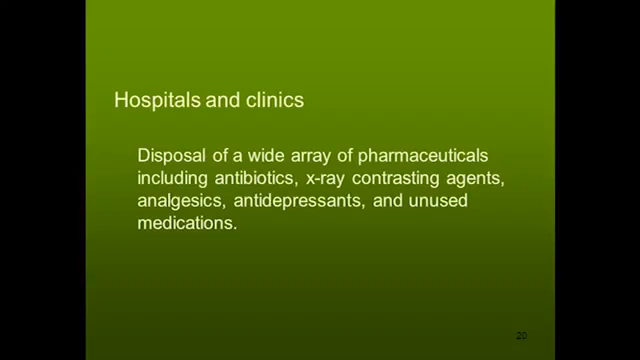 Hospitals and clinics
Disposal of a wide array of pharmaceuticals
including antibiotics, x-ray contrasting agents,
analgesics, antidepressants, and unused
medications.
20